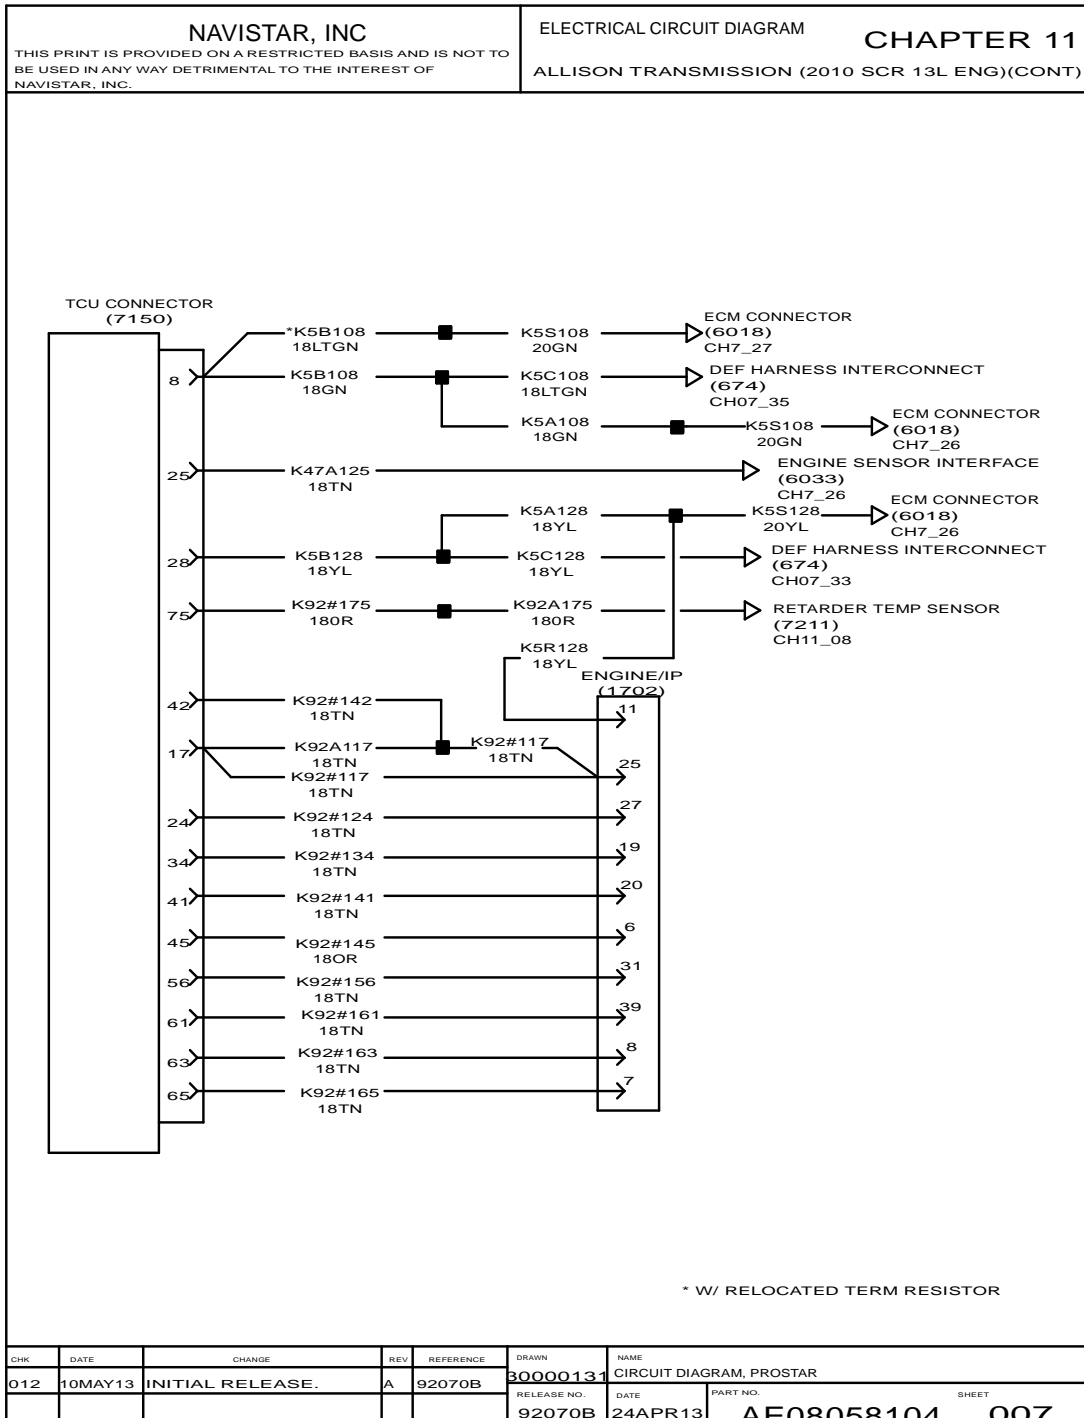 NAVISTAR, INC
THIS PRINT IS PROVIDED ON A RESTRICTED BASIS AND IS NOT TO
BE USED IN ANY WAY DETRIMENTAL TO THE INTEREST OF
NAVISTAR, INC.
ELECTRICAL CIRCUIT DIAGRAM
CHAPTER 11
ALLISON TRANSMISSION (2010 SCR 13L ENG)(CONT)
TCU CONNECTOR
(7150)
8
*K5B108
18LTGN
K5S108
20GN
ECM CONNECTOR
(6018)
CH7_27
K5B108
18GN
K5C108
18LTGN
DEF HARNESS INTERCONNECT
(674)
CH07_35
K5A108
18GN
K5S108
20GN
ECM CONNECTOR
(6018)
CH7_26
25
K47A125
18TN
ENGINE SENSOR INTERFACE
(6033)
CH7_26
K5A128
18YL
K5S128
20YL
ECM CONNECTOR
(6018)
CH7_26
28
K5B128
18YL
K5C128
18YL
DEF HARNESS INTERCONNECT
(674)
CH07_33
75
K92#175
180R
K92A175
180R
RETARDER TEMP SENSOR
(7211)
CH11_08
K5R128
18YL
ENGINE/IP
(1702)
11
42
K92#142
18TN
17
K92A117
18TN
K92#117
18TN
K92#117
18TN
25
24
K92#124
18TN
27
34
K92#134
18TN
19
41
K92#141
18TN
20
45
K92#145
18OR
6
56
K92#156
18TN
31
61
K92#161
18TN
39
63
K92#163
18TN
8
65
K92#165
18TN
7
* W/ RELOCATED TERM RESISTOR
CHK DATE CHANGE REV REFERENCE
012 10MAY13 INITIAL RELEASE. A 92070B
DRAWN
30000131
NAME
CIRCUIT DIAGRAM, PROSTAR
RELEASE NO.
92070B
DATE
24APR13
PART NO.
AE08058104
SHEET
007